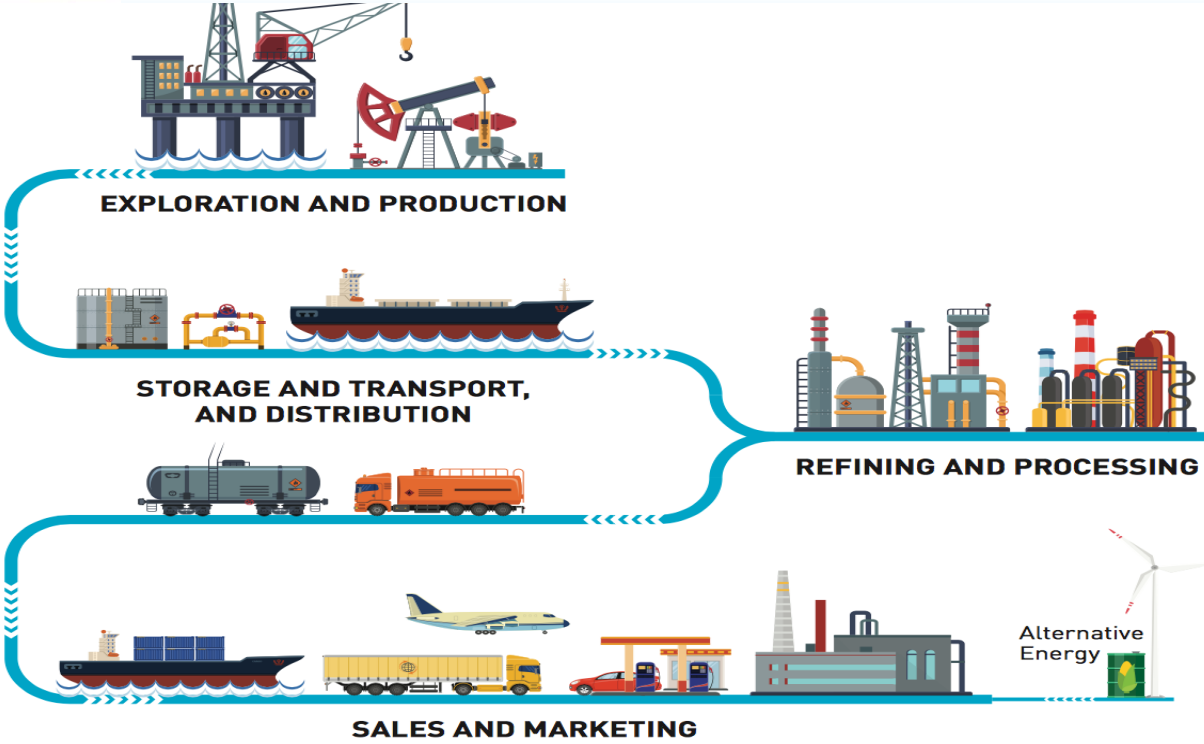 EXPLORATION AND PRODUCTION
STORAGE AND TRANSPORT,
AND DISTRIBUTION
REFINING AND PROCESSING
Alternative
Energy
SALES AND MARKETING